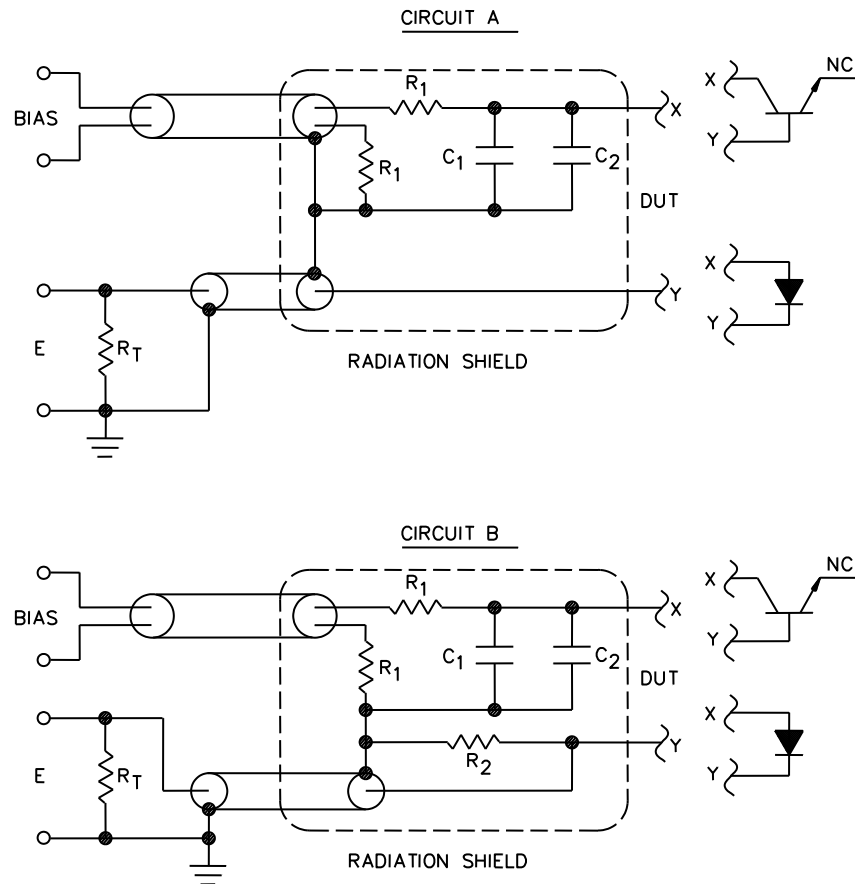 CIRCUIT A
BIAS
R1
R1
C1
C2
X
DUT
X
NC
Y
E
RT
Y
X
Y
RADIATION SHIELD
CIRCUIT B
BIAS
R1
R1
C1
C2
X
DUT
X
NC
Y
E
RT
R2
Y
X
Y
RADIATION SHIELD